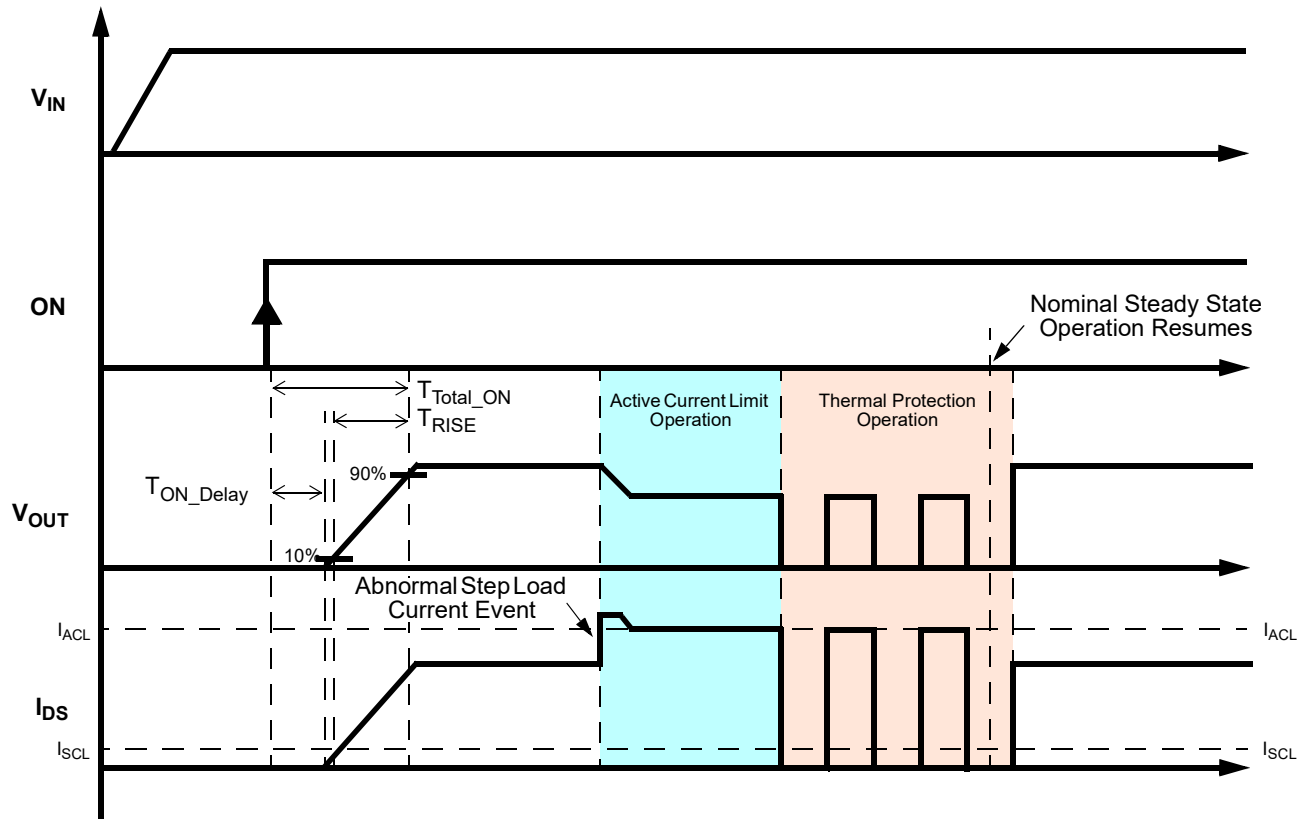 VIN
ON
Nominal Steady State
Operation Resumes
TTotal_ON
TRISE
Active Current Limit
Operation
Thermal Protection
Operation
90%
TON_Delay
VOUT
10%
Abnormal Step Load
Current Event
IACL
IACL
IDS
ISCL
ISCL